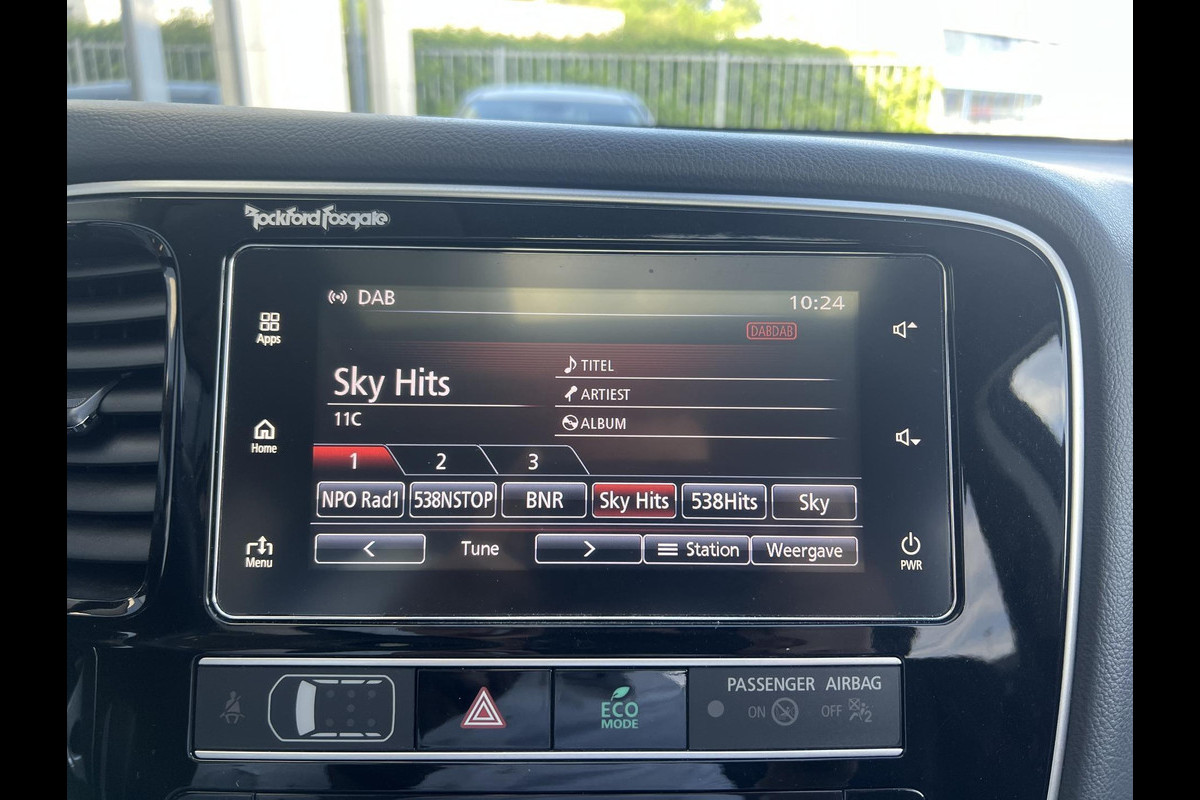 Rockford Fosgate
DAB
10:24
DABDAB
Apps
Sky Hits
11C
TITEL
ARTIEST
ALBUM
Home
1 2 3
NPO Rad1 538NSTOP BNR Sky Hits 538Hits Sky
< Tune > Station Weergave
Menu
PWR
PASSENGER AIRBAG
ON OFF 2
ECO
MODE